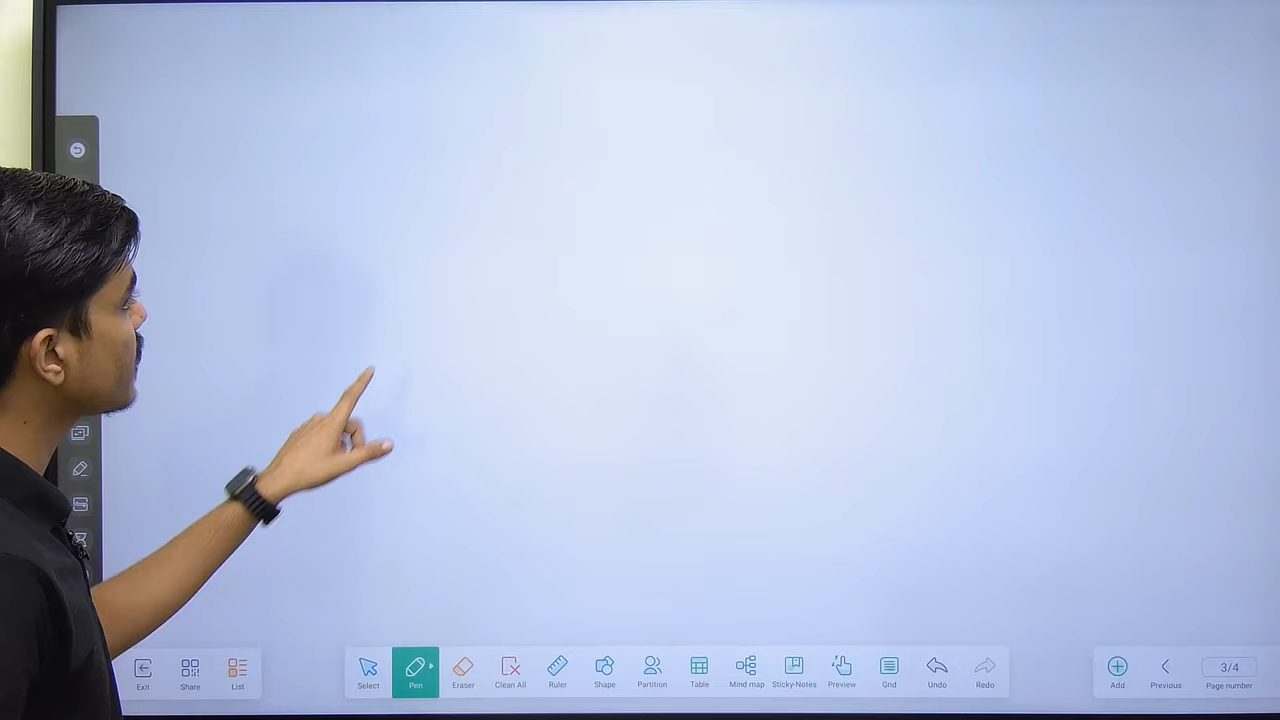 Exit Share List
Select Pen Eraser Clean All Ruler Shape Partition Table Mind map Sticky-Notes Preview Grid Undo Redo
Add Previous 3/4 Page number